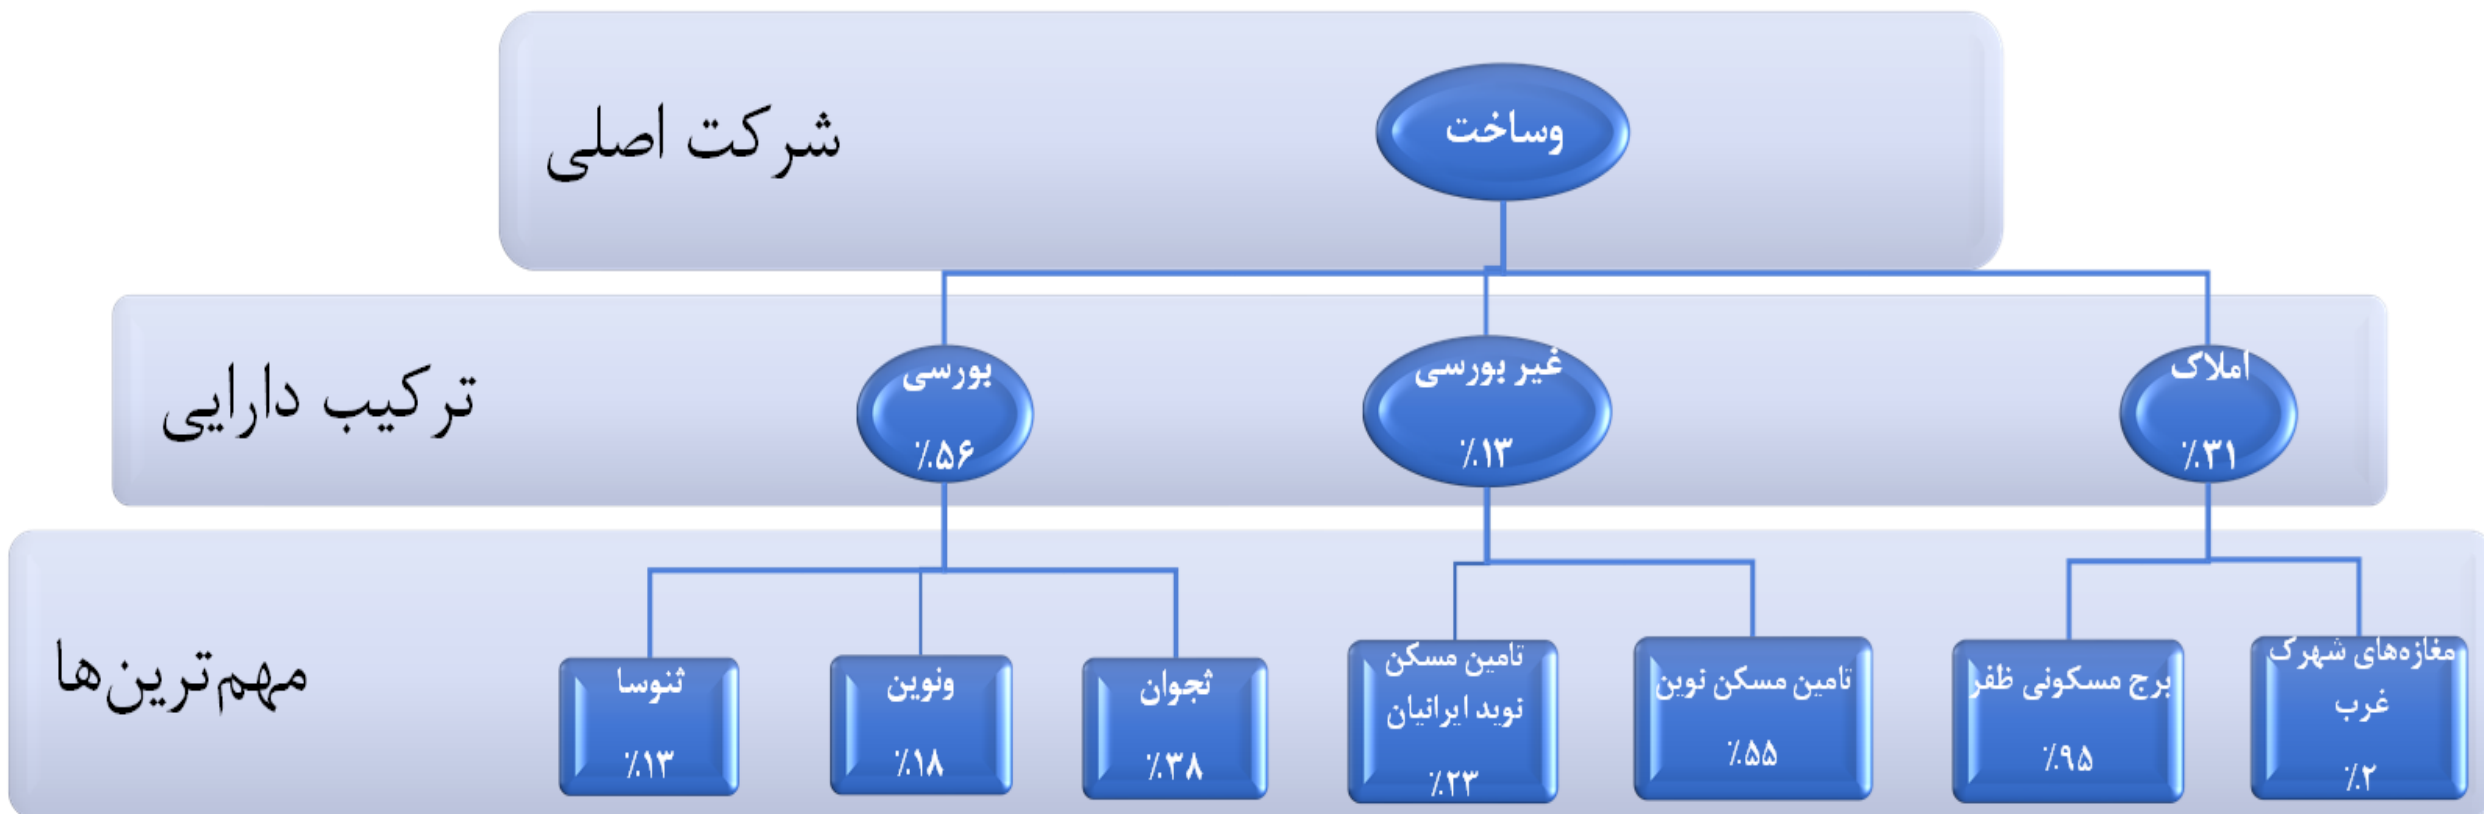 شرکت اصلی
وساخت
ترکیب دارایی
املاک
٪۳۱
غیر بورسی
٪۱۳
بورسی
٪۵۶
مهم‌ترین‌ها
مغازه‌های شهرک
غرب
٪۲
برج مسکونی ظفر
٪۹۵
تامین مسکن نوین
٪۵۵
تامین مسکن
نوید ایرانیان
٪۲۳
ثجوان
٪۳۸
ونوین
٪۱۸
ثنوسا
٪۱۳